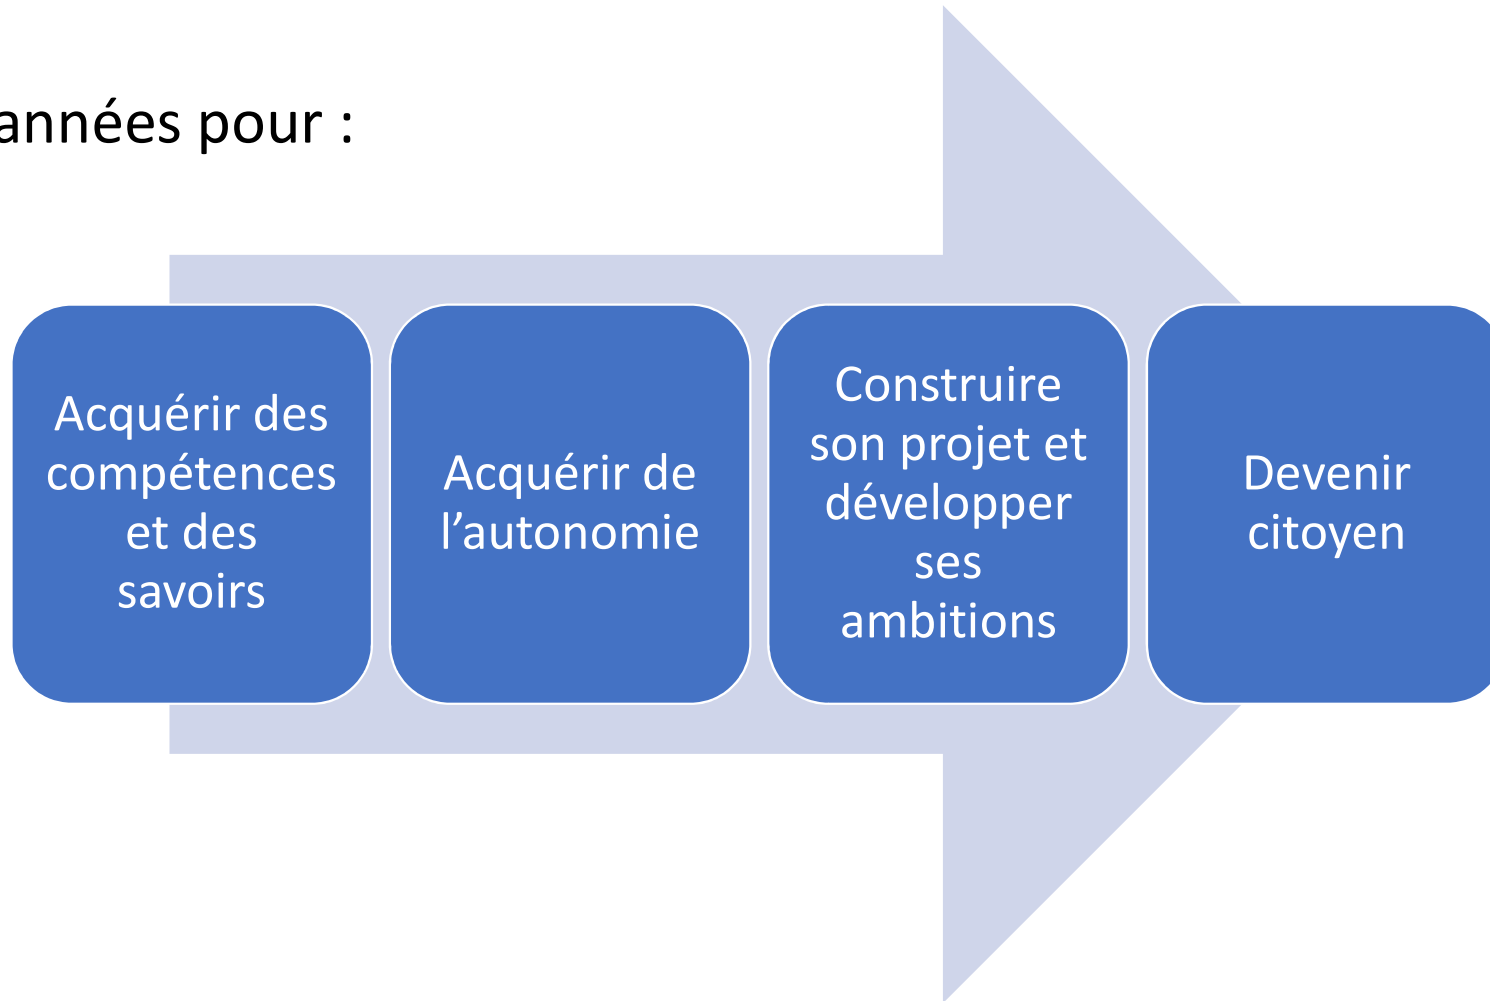 années pour :
Acquérir des
compétences
et des
savoirs
Acquérir de
l’autonomie
Construire
son projet et
développer
ses
ambitions
Devenir
citoyen